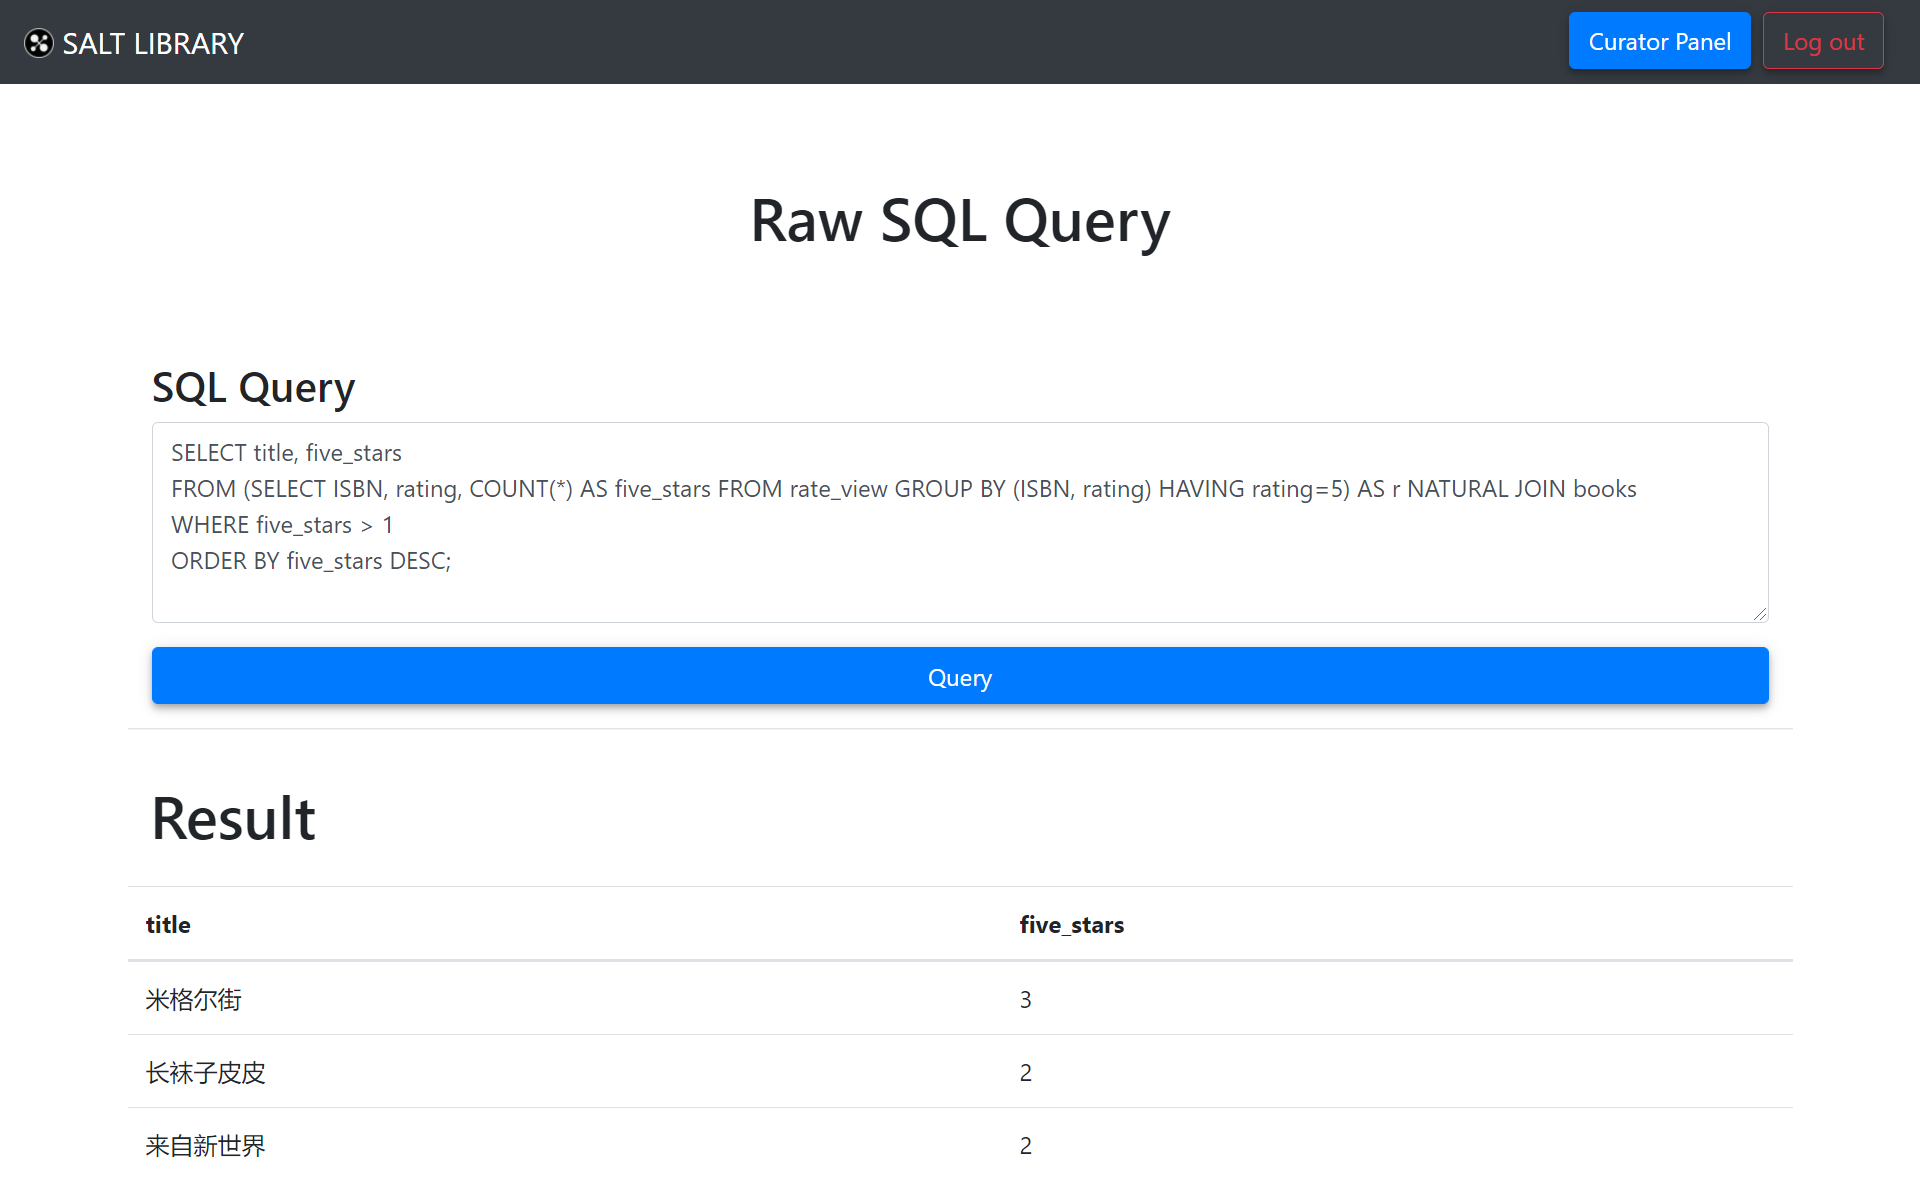 SALT LIBRARY
Curator Panel
Log out
Raw SQL Query
SQL Query
SELECT title, five_stars
FROM (SELECT ISBN, rating, COUNT(*) AS five_stars FROM rate_view GROUP BY (ISBN, rating) HAVING rating=5) AS r NATURAL JOIN books
WHERE five_stars > 1
ORDER BY five_stars DESC;
Query
Result
title five_stars
米格尔街 3
长袜子皮皮 2
来自新世界 2